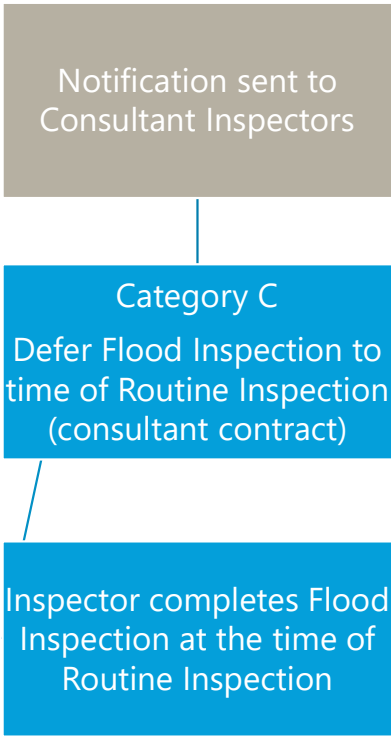 Notification sent to
Consultant Inspectors
Category C
Defer Flood Inspection to
time of Routine Inspection
(consultant contract)
Inspector completes Flood
Inspection at the time of
Routine Inspection